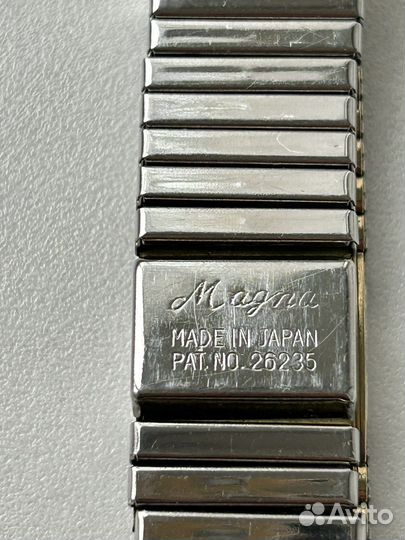 Magna
MADE IN JAPAN
PAT. NO. 26235
Avito